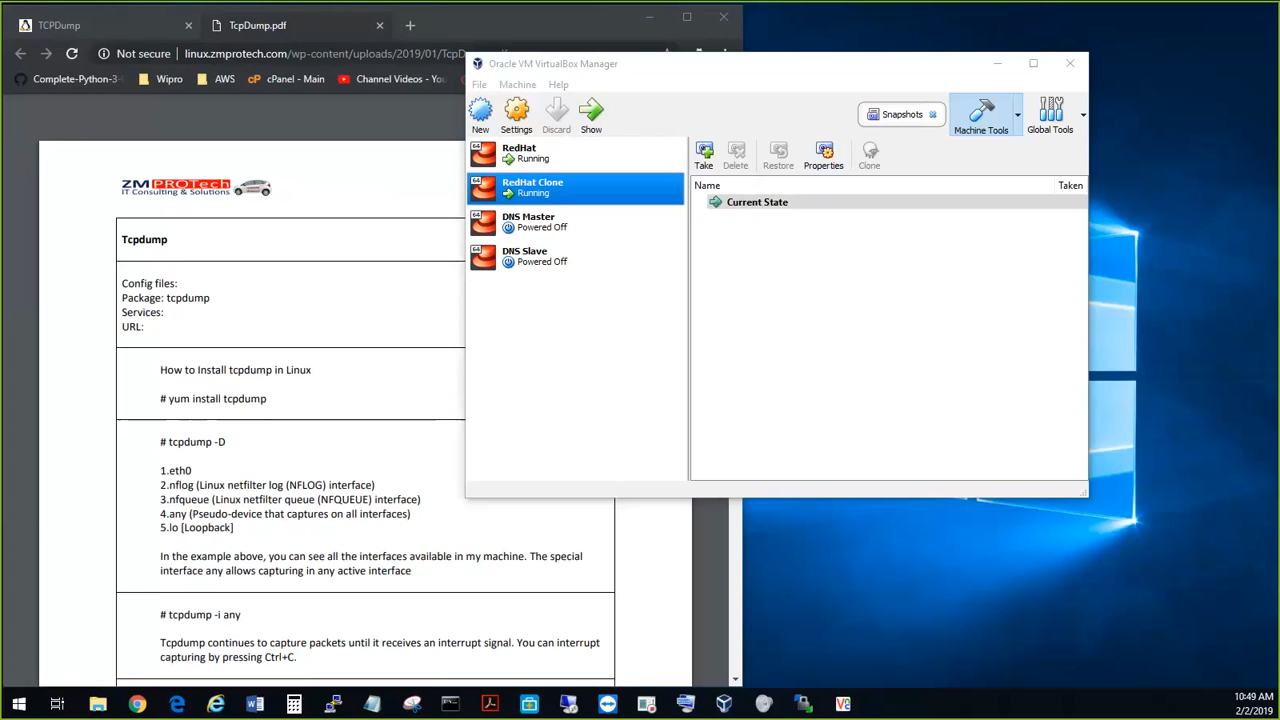 TCPDump
TcpDump.pdf
Not secure
linux.zmprotech.com/wp-content/uploads/2019/01/TcpD
Complete-Python-3-
Wipro
AWS
cPanel - Main
Channel Videos - You
ZMPROTech
IT Consulting & Solutions
Tcpdump
Config files:
Package: tcpdump
Services:
URL:
How to Install tcpdump in Linux
# yum install tcpdump
# tcpdump -D
1.eth0
2.nflog (Linux netfilter log (NFLOG) interface)
3.nfqueue (Linux netfilter queue (NFQUEUE) interface)
4.any (Pseudo-device that captures on all interfaces)
5.lo [Loopback]
In the example above, you can see all the interfaces available in my machine. The special
interface any allows capturing in any active interface
# tcpdump -i any
Tcpdump continues to capture packets until it receives an interrupt signal. You can interrupt
capturing by pressing Ctrl+C.
Oracle VM VirtualBox Manager
File Machine Help
New Settings Discard Show
Snapshots
Machine Tools
Global Tools
64 RedHat
Running
64 RedHat Clone
Running
64 DNS Master
Powered Off
64 DNS Slave
Powered Off
Take Delete Restore Properties Clone
Name Taken
Current State
10:49 AM
2/2/2019